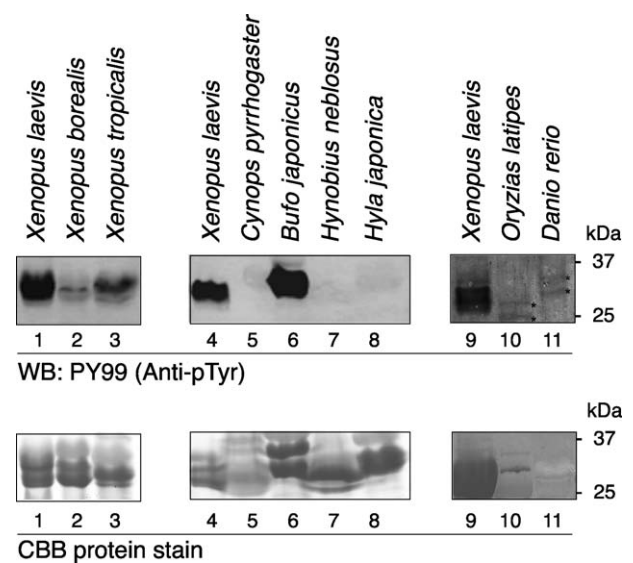 Xenopus laevis
Xenopus borealis
Xenopus tropicalis
Xenopus laevis
Cynops pyrrhogaster
Bufo japonicus
Hynobius neblosus
Hyla japonica
Xenopus laevis
Oryzias latipes
Danio rerio
kDa
37
25
1 2 3 4 5 6 7 8 9 10 11
WB: PY99 (Anti-pTyr)
kDa
37
25
1 2 3 4 5 6 7 8 9 10 11
CBB protein stain